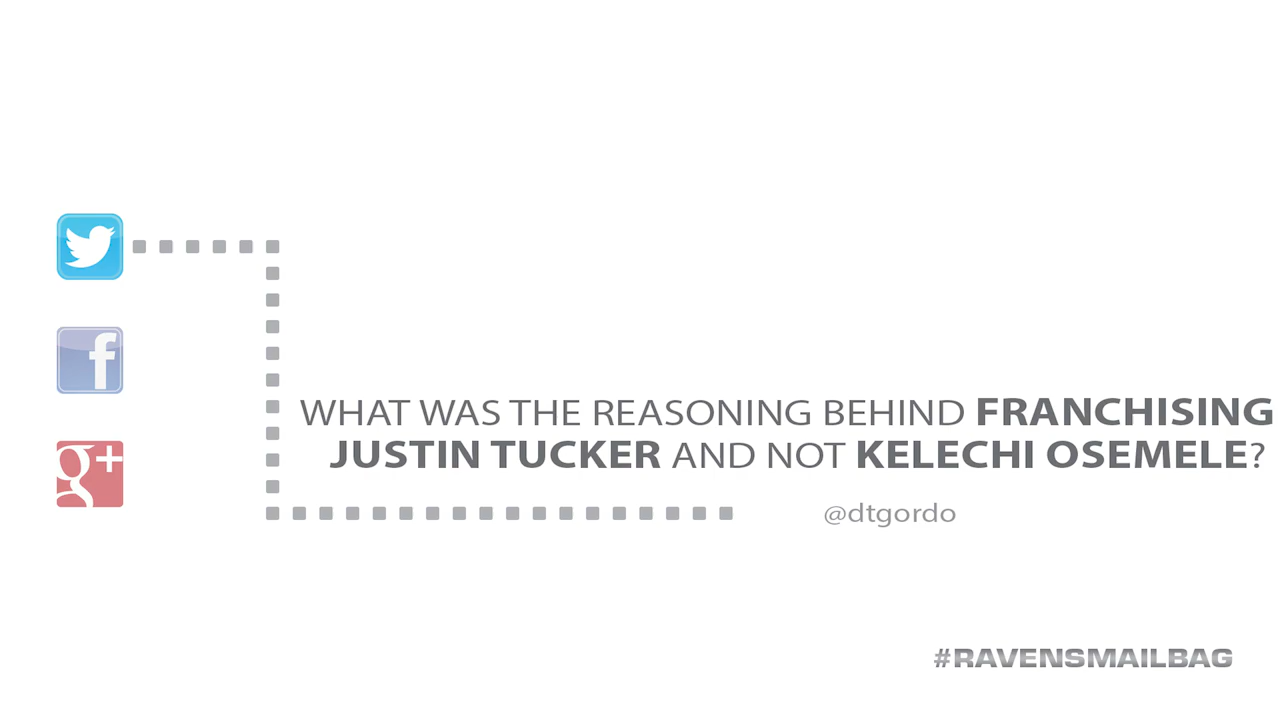 WHAT WAS THE REASONING BEHIND FRANCHISING
JUSTIN TUCKER AND NOT KELECHI OSEMELE?
@dtgordo
#RAVENSMAILBAG